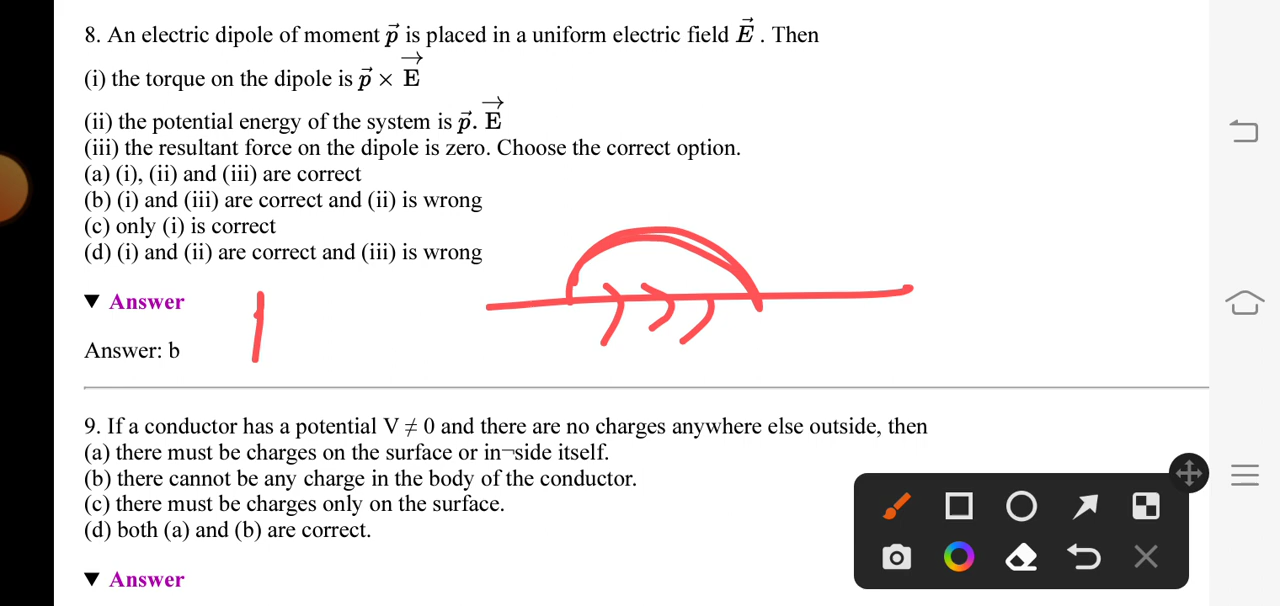 8. An electric dipole of moment p⃗ is placed in a uniform electric field E⃗ . Then
(i) the torque on the dipole is p⃗ × E⃗
(ii) the potential energy of the system is p⃗. E⃗
(iii) the resultant force on the dipole is zero. Choose the correct option.
(a) (i), (ii) and (iii) are correct
(b) (i) and (iii) are correct and (ii) is wrong
(c) only (i) is correct
(d) (i) and (ii) are correct and (iii) is wrong
▼ Answer
Answer: b
9. If a conductor has a potential V ≠ 0 and there are no charges anywhere else outside, then
(a) there must be charges on the surface or in¬side itself.
(b) there cannot be any charge in the body of the conductor.
(c) there must be charges only on the surface.
(d) both (a) and (b) are correct.
▼ Answer